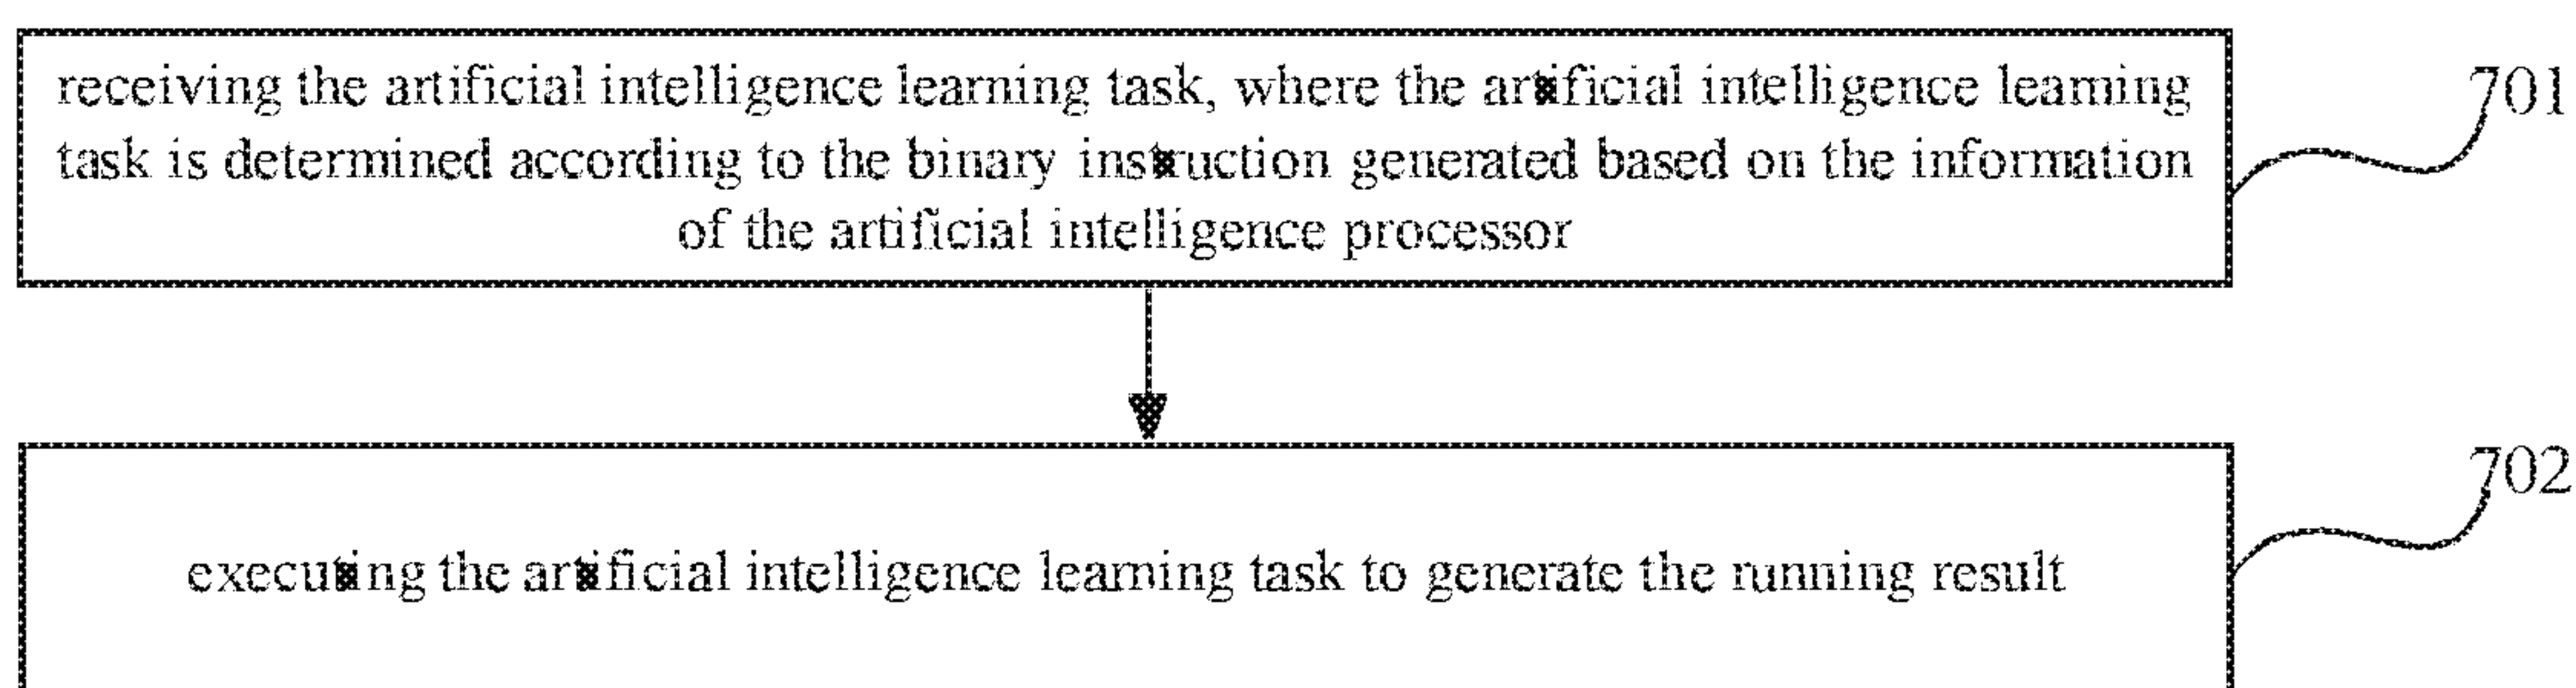 receiving the artificial intelligence learning task, where the artificial intelligence learning
701
task is determined according to the binary instruction generated based on the information
of the artificial intelligence processor
702
executing the artificial intelligence learning task to generate the running result